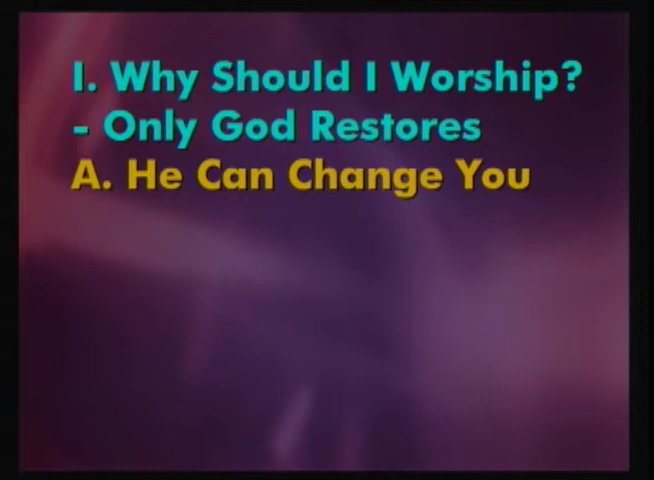 I. Why Should I Worship?
- Only God Restores
A. He Can Change You